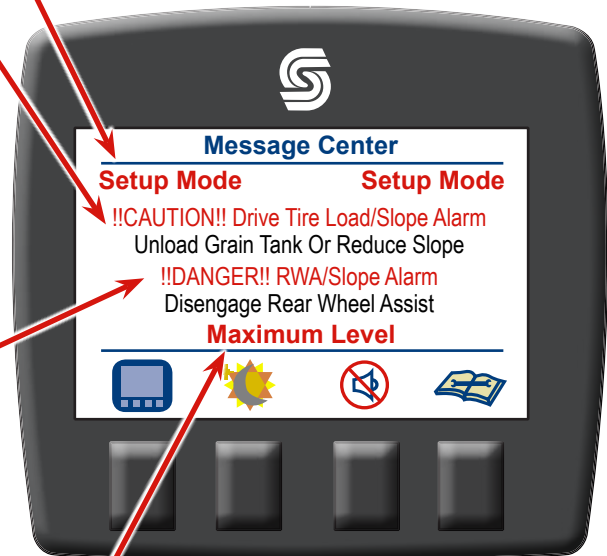 Message Center
Setup Mode Setup Mode
!!CAUTION!! Drive Tire Load/Slope Alarm
Unload Grain Tank Or Reduce Slope
!!DANGER!! RWA/Slope Alarm
Disengage Rear Wheel Assist
Maximum Level